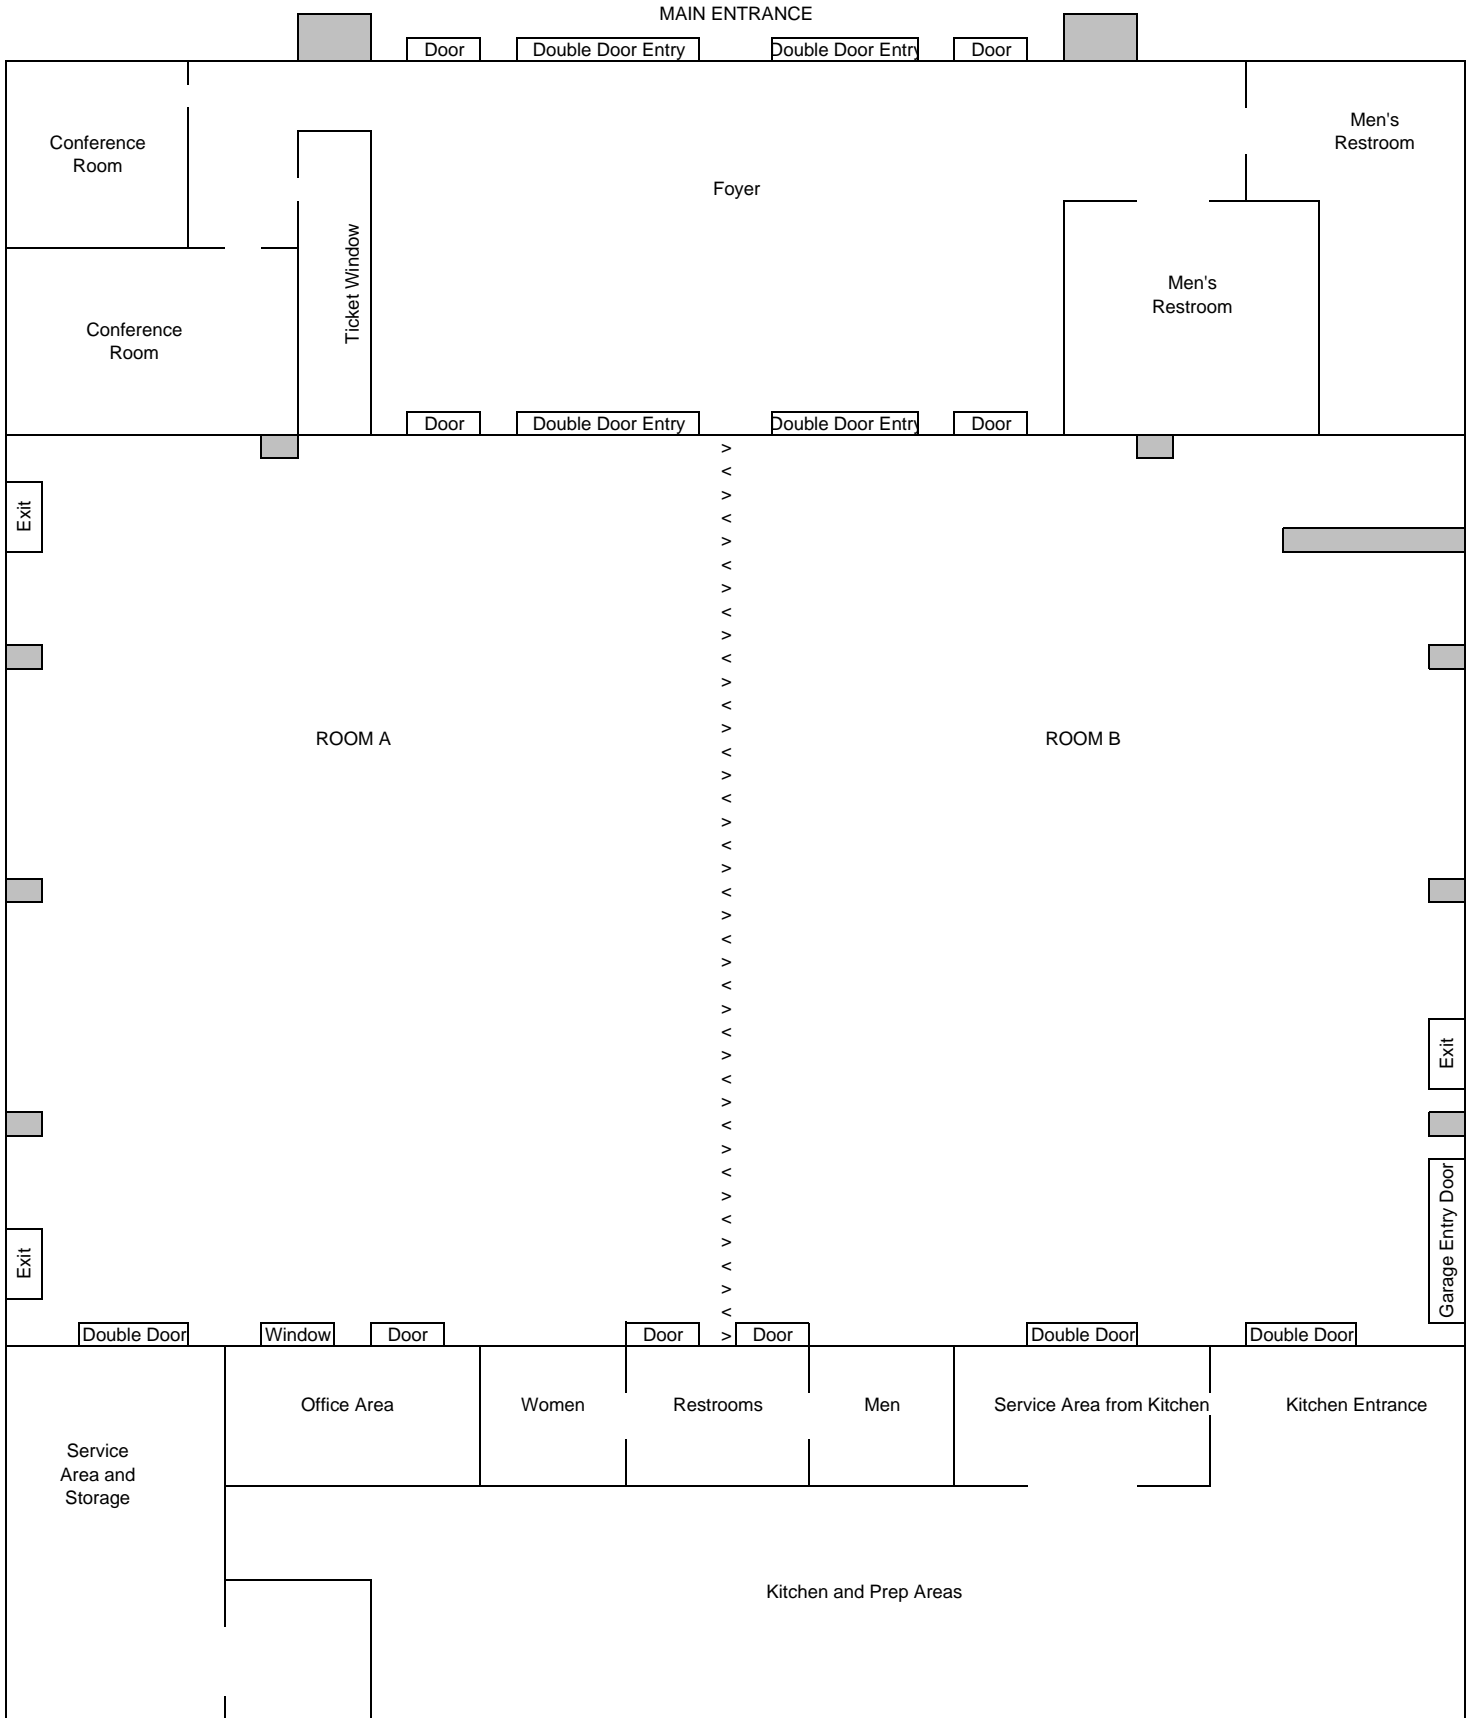 MAIN ENTRANCE
Door
Double Door Entry
Double Door Entry
Door
Conference
Room
Men's
Restroom
Foyer
Ticket Window
Men's
Restroom
Conference
Room
Door
Double Door Entry
Double Door Entry
Door
>
<
>
<
>
<
>
<
>
<
>
<
>
<
>
<
>
<
>
<
>
<
>
<
>
<
>
<
>
<
>
<
>
<
>
<
>
<
>
Exit
ROOM A
ROOM B
Exit
Garage Entry Door
Exit
Double Door
Window
Door
Door
Door
Double Door
Double Door
Office Area
Women
Restrooms
Men
Service Area from Kitchen
Kitchen Entrance
Service
Area and
Storage
Kitchen and Prep Areas